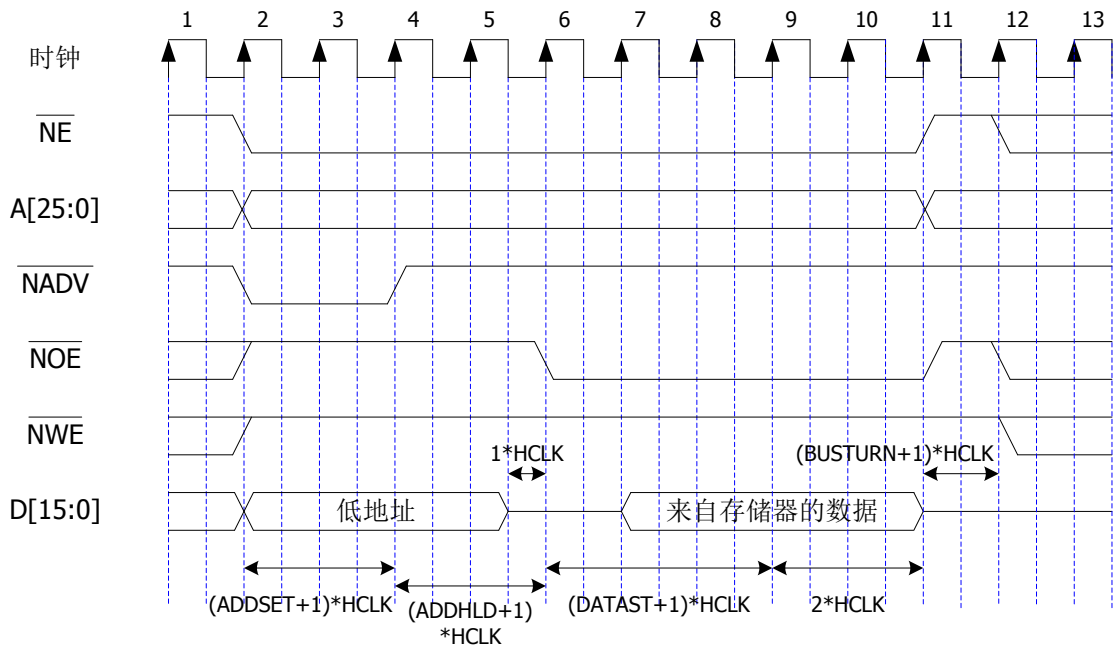 1 2 3 4 5 6 7 8 9 10 11 12 13
时钟
NE
A[25:0]
NADV
NOE
NWE
1*HCLK
(BUSTURN+1)*HCLK
D[15:0]
低地址
来自存储器的数据
(ADDSET+1)*HCLK
(ADDHLD+1)
*HCLK
(DATAST+1)*HCLK
2*HCLK